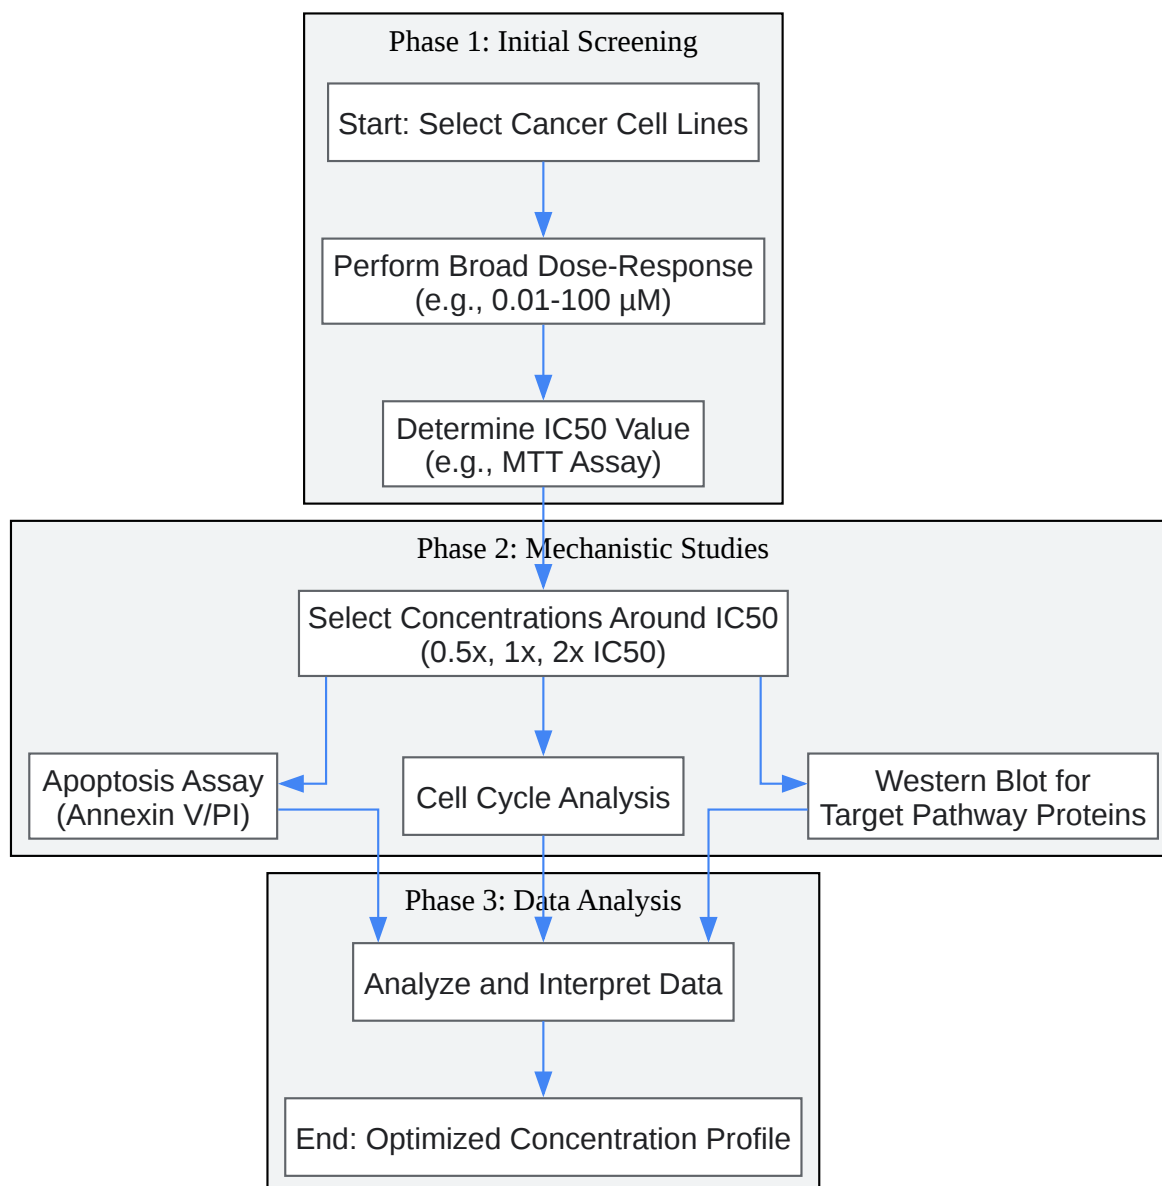 Phase 1: Initial Screening
Start: Select Cancer Cell Lines
Perform Broad Dose-Response
(e.g., 0.01-100 µM)
Determine IC50 Value
(e.g., MTT Assay)
Phase 2: Mechanistic Studies
Select Concentrations Around IC50
(0.5x, 1x, 2x IC50)
Apoptosis Assay
(Annexin V/PI)
Cell Cycle Analysis
Western Blot for
Target Pathway Proteins
Phase 3: Data Analysis
Analyze and Interpret Data
End: Optimized Concentration Profile